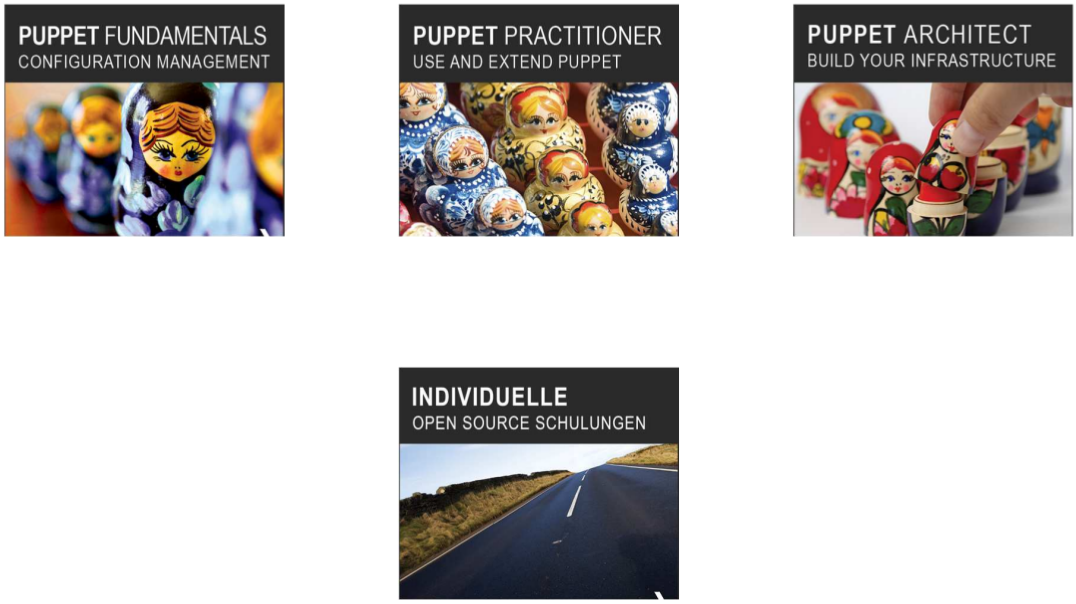 PUPPET FUNDAMENTALS
CONFIGURATION MANAGEMENT
PUPPET PRACTITIONER
USE AND EXTEND PUPPET
PUPPET ARCHITECT
BUILD YOUR INFRASTRUCTURE
INDIVIDUELLE
OPEN SOURCE SCHULUNGEN